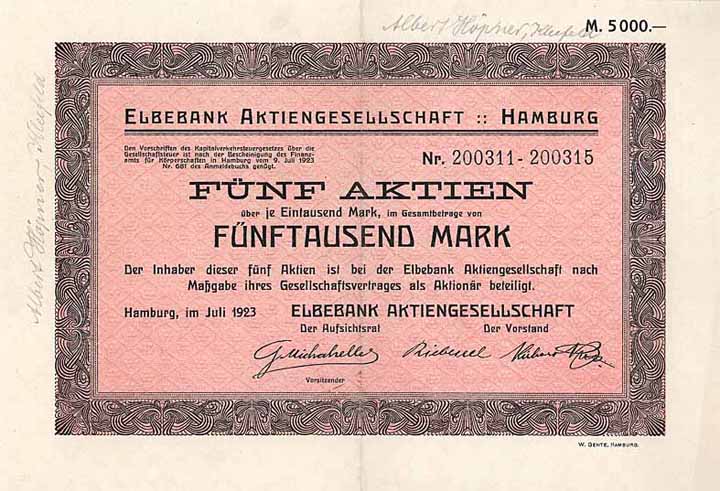 Albert Höpner,
M. 5000.—
Albert Höpner
ELBEBANK AKTIENGESELLSCHAFT :: HAMBURG
Den Vorschriften des Kapitalverkehrsteuergesetzes über die
Gesellschaftsteuer ist nach der Bescheinigung des Finanz-
amts für Körperschaften in Hamburg vom 9. Juli 1923
Nr. 681 des Anmeldebuchs genügt.
Nr. 200311-200315
FÜNF AKTIEN
über je Eintausend Mark, im Gesamtbetrage von
FÜNFTAUSEND MARK
Der Inhaber dieser fünf Aktien ist bei der Elbebank Aktiengesellschaft nach
Maßgabe ihres Gesellschaftsvertrages als Aktionär beteiligt.
Hamburg, im Juli 1923
ELBEBANK AKTIENGESELLSCHAFT
Der Aufsichtsrat
Der Vorstand
Vorsitzender
W. GENTE, HAMBURG.